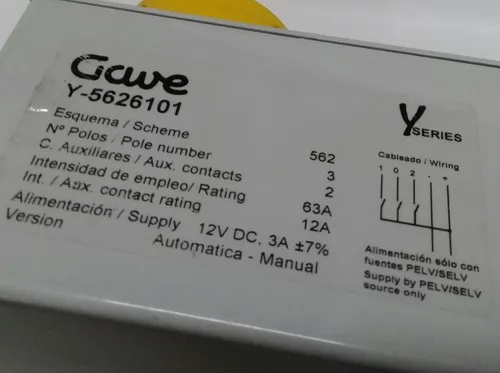 Gave
Y-5626101
Esquema / Scheme 562
Nº Polos / Pole number 3
C. Auxiliares / Aux. contacts 2
Intensidad de empleo/ Rating 63A
Int. / Aux. contact rating 12A
Alimentación / Supply 12V DC, 3A ±7%
Version Automatica - Manual
Y SERIES
Cableado / Wiring
1 0 2 - +
Alimentación sólo con
fuentes PELV/SELV
Supply by PELV/SELV
source only